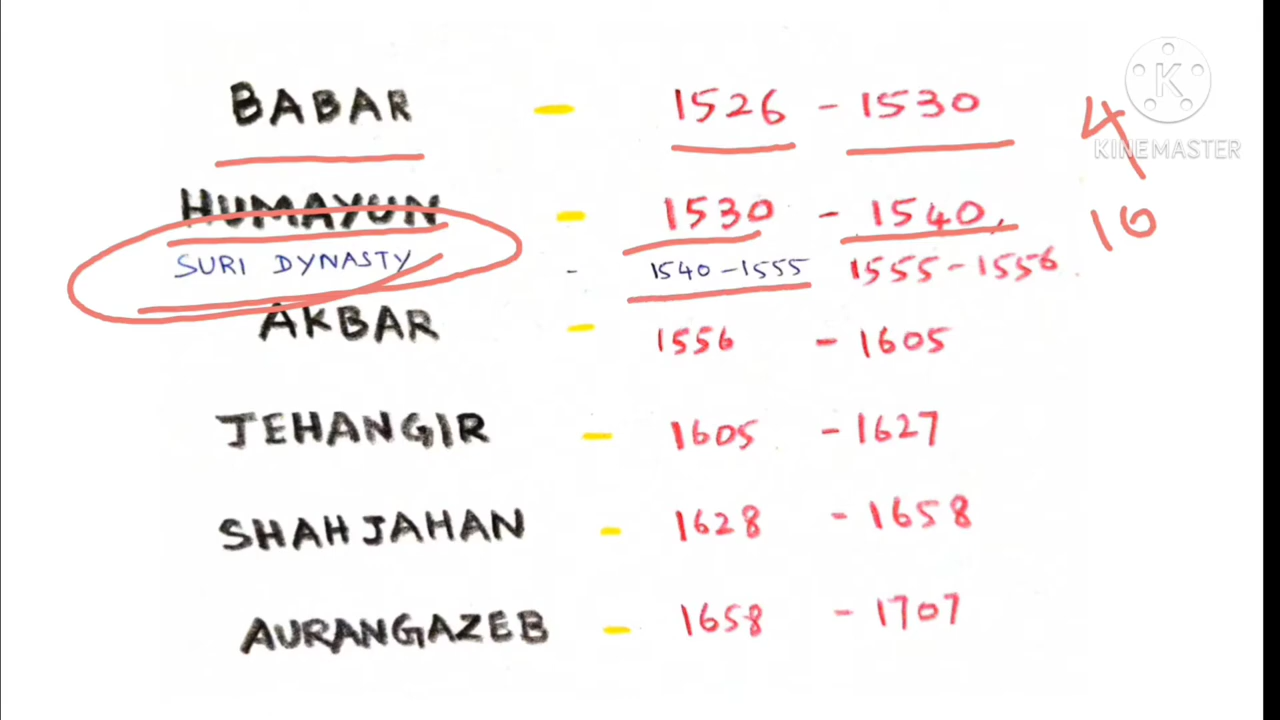 BABAR - 1526 - 1530 4
KINEMASTER
HUMAYUN - 1530 - 1540, 10
SURI DYNASTY - 1540-1555 1555-1556
AKBAR - 1556 - 1605
JEHANGIR - 1605 - 1627
SHAH JAHAN - 1628 - 1658
AURANGAZEB - 1658 - 1707